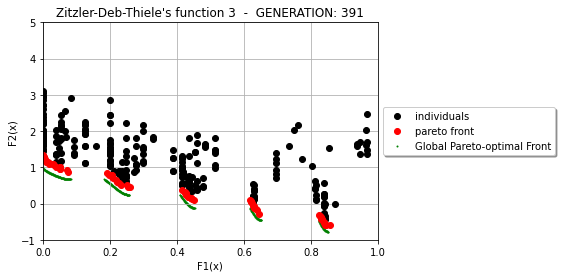 Zitzler-Deb-Thiele's function 3 - GENERATION: 391
5
4
3
2
1
0
−1
F2(x)
0.0 0.2 0.4 0.6 0.8 1.0
F1(x)
individuals
pareto front
Global Pareto-optimal Front